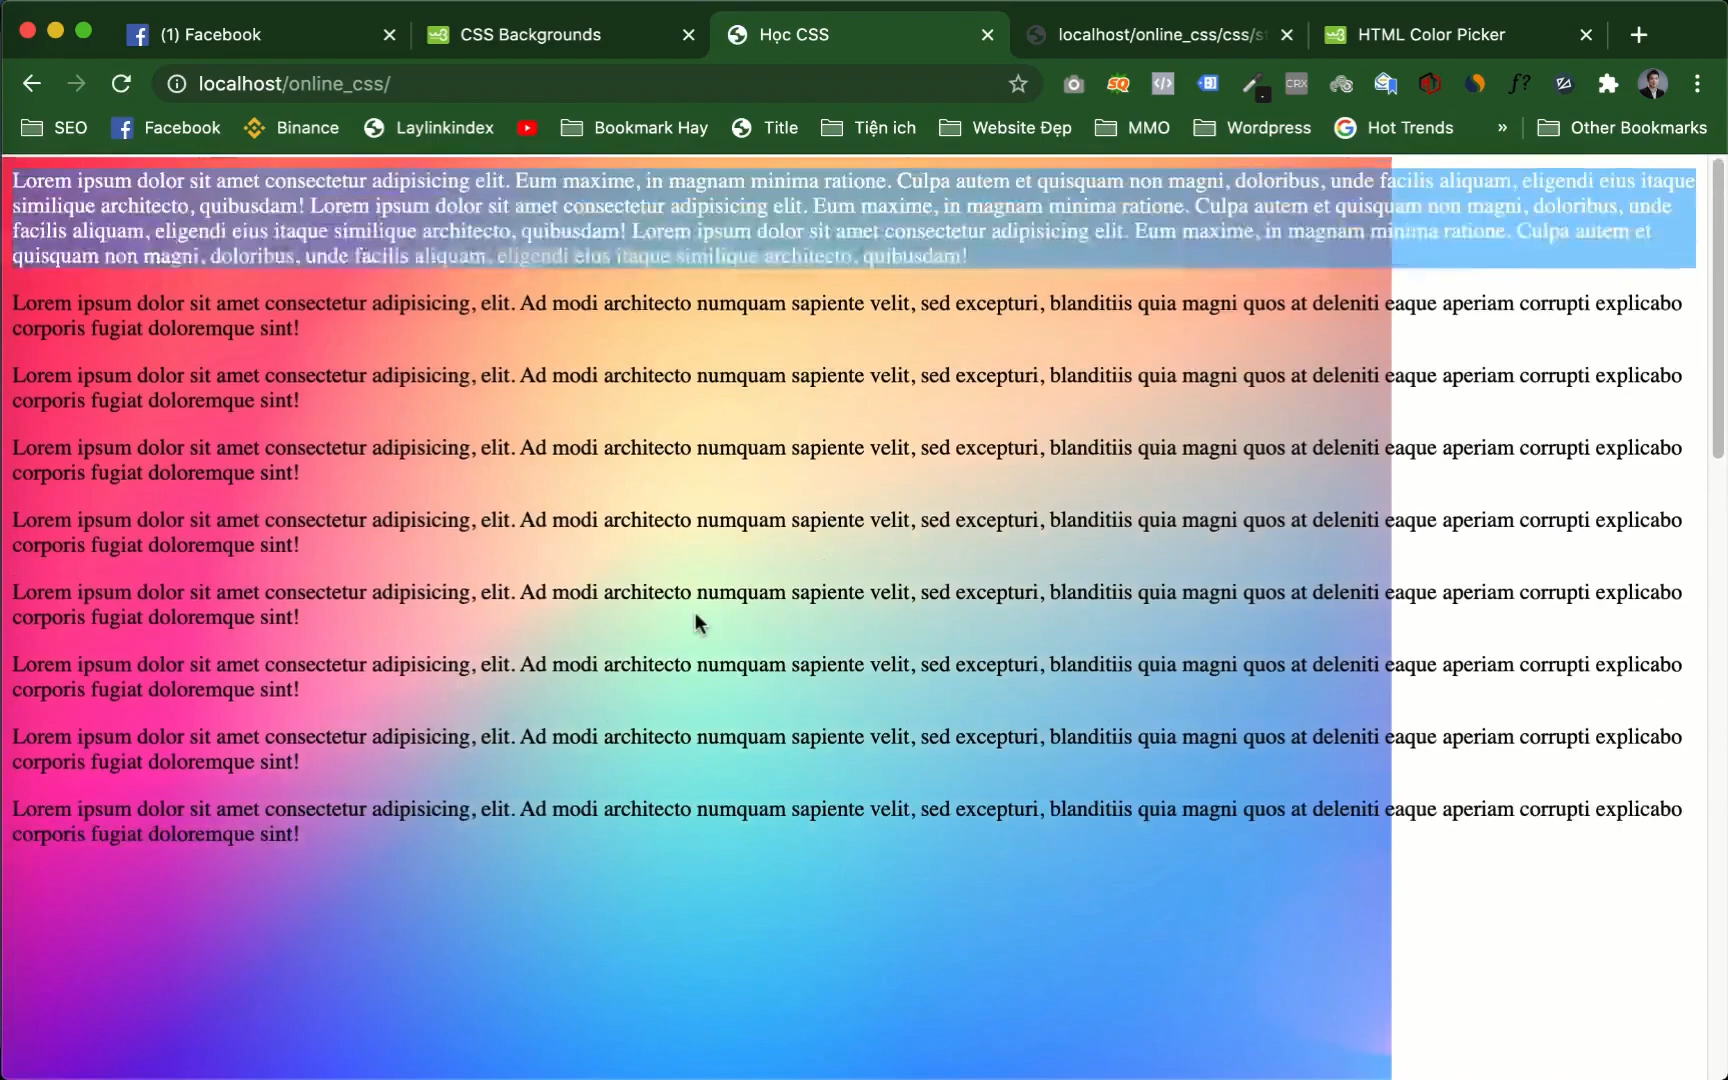 (1) Facebook
CSS Backgrounds
Học CSS
localhost/online_css/css/st
HTML Color Picker
localhost/online_css/
SEO
Facebook
Binance
Laylinkindex
Bookmark Hay
Title
Tiện ích
Website Đẹp
MMO
Wordpress
Hot Trends
»
Other Bookmarks
Lorem ipsum dolor sit amet consectetur adipisicing elit. Eum maxime, in magnam minima ratione. Culpa autem et quisquam non magni, doloribus, unde facilis aliquam, eligendi eius itaque
similique architecto, quibusdam! Lorem ipsum dolor sit amet consectetur adipisicing elit. Eum maxime, in magnam minima ratione. Culpa autem et quisquam non magni, doloribus, unde
facilis aliquam, eligendi eius itaque similique architecto, quibusdam! Lorem ipsum dolor sit amet consectetur adipisicing elit. Eum maxime, in magnam minima ratione. Culpa autem et
quisquam non magni, doloribus, unde facilis aliquam, eligendi eius itaque similique architecto, quibusdam!
Lorem ipsum dolor sit amet consectetur adipisicing, elit. Ad modi architecto numquam sapiente velit, sed excepturi, blanditiis quia magni quos at deleniti eaque aperiam corrupti explicabo
corporis fugiat doloremque sint!
Lorem ipsum dolor sit amet consectetur adipisicing, elit. Ad modi architecto numquam sapiente velit, sed excepturi, blanditiis quia magni quos at deleniti eaque aperiam corrupti explicabo
corporis fugiat doloremque sint!
Lorem ipsum dolor sit amet consectetur adipisicing, elit. Ad modi architecto numquam sapiente velit, sed excepturi, blanditiis quia magni quos at deleniti eaque aperiam corrupti explicabo
corporis fugiat doloremque sint!
Lorem ipsum dolor sit amet consectetur adipisicing, elit. Ad modi architecto numquam sapiente velit, sed excepturi, blanditiis quia magni quos at deleniti eaque aperiam corrupti explicabo
corporis fugiat doloremque sint!
Lorem ipsum dolor sit amet consectetur adipisicing, elit. Ad modi architecto numquam sapiente velit, sed excepturi, blanditiis quia magni quos at deleniti eaque aperiam corrupti explicabo
corporis fugiat doloremque sint!
Lorem ipsum dolor sit amet consectetur adipisicing, elit. Ad modi architecto numquam sapiente velit, sed excepturi, blanditiis quia magni quos at deleniti eaque aperiam corrupti explicabo
corporis fugiat doloremque sint!
Lorem ipsum dolor sit amet consectetur adipisicing, elit. Ad modi architecto numquam sapiente velit, sed excepturi, blanditiis quia magni quos at deleniti eaque aperiam corrupti explicabo
corporis fugiat doloremque sint!
Lorem ipsum dolor sit amet consectetur adipisicing, elit. Ad modi architecto numquam sapiente velit, sed excepturi, blanditiis quia magni quos at deleniti eaque aperiam corrupti explicabo
corporis fugiat doloremque sint!